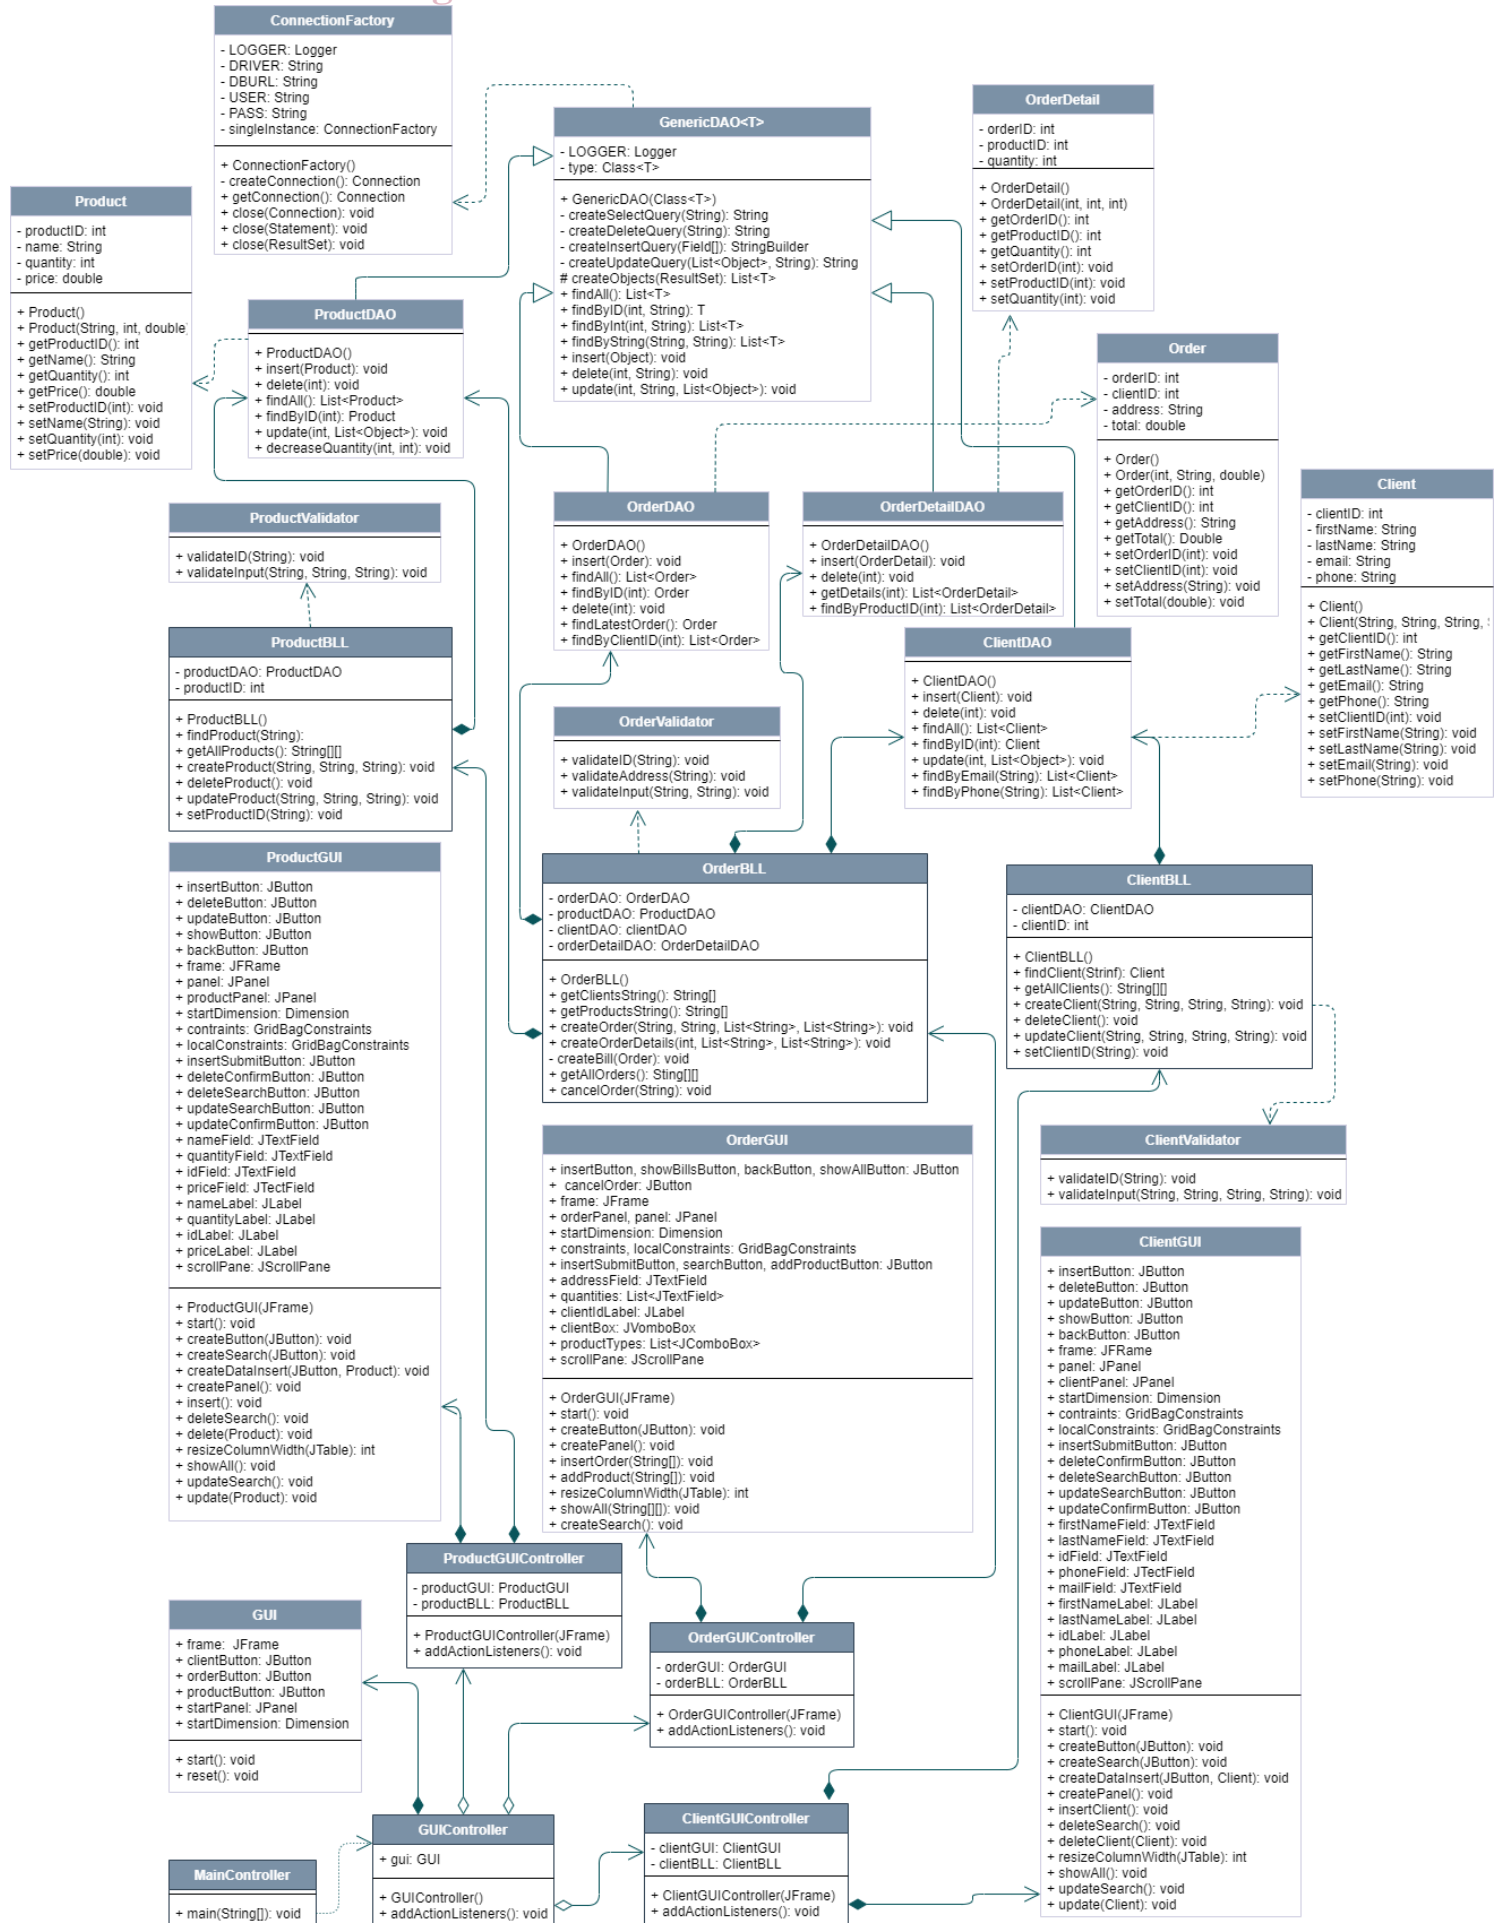 ConnectionFactory
- LOGGER: Logger
- DRIVER: String
- DBURL: String
- USER: String
- PASS: String
- singleInstance: ConnectionFactory
+ ConnectionFactory()
- createConnection(): Connection
+ getConnection(): Connection
+ close(Connection): void
+ close(Statement): void
+ close(ResultSet): void
GenericDAO<T>
- LOGGER: Logger
- type: Class<T>
+ GenericDAO(Class<T>)
- createSelectQuery(String): String
- createDeleteQuery(String): String
- createInsertQuery(Field[]): StringBuilder
- createUpdateQuery(List<Object>, String): String
# createObjects(ResultSet): List<T>
+ findAll(): List<T>
+ findByID(int, String): T
+ findByInt(int, String): List<T>
+ findByString(String, String): List<T>
+ insert(Object): void
+ delete(int, String): void
+ update(int, String, List<Object>): void
OrderDetail
- orderID: int
- productID: int
- quantity: int
+ OrderDetail()
+ OrderDetail(int, int, int)
+ getOrderID(): int
+ getProductID(): int
+ getQuantity(): int
+ setOrderID(int): void
+ setProductID(int): void
+ setQuantity(int): void
Product
- productID: int
- name: String
- quantity: int
- price: double
+ Product()
+ Product(String, int, double
+ getProductID(): int
+ getName(): String
+ getQuantity(): int
+ getPrice(): double
+ setProductID(int): void
+ setName(String): void
+ setQuantity(int): void
+ setPrice(double): void
ProductDAO
+ ProductDAO()
+ insert(Product): void
+ delete(int): void
+ findAll(): List<Product>
+ findByID(int): Product
+ update(int, List<Object>): void
+ decreaseQuantity(int, int): void
Order
- orderID: int
- clientID: int
- address: String
- total: double
+ Order()
+ Order(int, String, double)
+ getOrderID(): int
+ getClientID(): int
+ getAddress(): String
+ getTotal(): Double
+ setOrderID(int): void
+ setClientID(int): void
+ setAddress(String): void
+ setTotal(double): void
Client
- clientID: int
- firstName: String
- lastName: String
- email: String
- phone: String
+ Client()
+ Client(String, String, String, :
+ getClientID(): int
+ getFirstName(): String
+ getLastName(): String
+ getEmail(): String
+ getPhone(): String
+ setClientID(int): void
+ setFirstName(String): void
+ setLastName(String): void
+ setEmail(String): void
+ setPhone(String): void
ProductValidator
+ validateID(String): void
+ validateInput(String, String, String): void
OrderDAO
+ OrderDAO()
+ insert(Order): void
+ findAll(): List<Order>
+ findByID(int): Order
+ delete(int): void
+ findLatestOrder(): Order
+ findByClientID(int): List<Order>
OrderDetailDAO
+ OrderDetailDAO()
+ insert(OrderDetail): void
+ delete(int): void
+ getDetails(int): List<OrderDetail>
+ findByProductID(int): List<OrderDetail>
ProductBLL
- productDAO: ProductDAO
- productID: int
+ ProductBLL()
+ findProduct(String):
+ getAllProducts(): String[][]
+ createProduct(String, String, String): void
+ deleteProduct(): void
+ updateProduct(String, String, String): void
+ setProductID(String): void
ClientDAO
+ ClientDAO()
+ insert(Client): void
+ delete(int): void
+ findAll(): List<Client>
+ findByID(int): Client
+ update(int, List<Object>): void
+ findByEmail(String): List<Client>
+ findByPhone(String): List<Client>
OrderValidator
+ validateID(String): void
+ validateAddress(String): void
+ validateInput(String, String): void
ProductGUI
+ insertButton: JButton
+ deleteButton: JButton
+ updateButton: JButton
+ showButton: JButton
+ backButton: JButton
+ frame: JFRame
+ panel: JPanel
+ productPanel: JPanel
+ startDimension: Dimension
+ contraints: GridBagConstraints
+ localConstraints: GridBagConstraints
+ insertSubmitButton: JButton
+ deleteConfirmButton: JButton
+ deleteSearchButton: JButton
+ updateSearchButton: JButton
+ updateConfirmButton: JButton
+ nameField: JTextField
+ quantityField: JTextField
+ idField: JTextField
+ priceField: JTectField
+ nameLabel: JLabel
+ quantityLabel: JLabel
+ idLabel: JLabel
+ priceLabel: JLabel
+ scrollPane: JScrollPane
+ ProductGUI(JFrame)
+ start(): void
+ createButton(JButton): void
+ createSearch(JButton): void
+ createDataInsert(JButton, Product): void
+ createPanel(): void
+ insert(): void
+ deleteSearch(): void
+ delete(Product): void
+ resizeColumnWidth(JTable): int
+ showAll(): void
+ updateSearch(): void
+ update(Product): void
OrderBLL
- orderDAO: OrderDAO
- productDAO: ProductDAO
- clientDAO: clientDAO
- orderDetailDAO: OrderDetailDAO
+ OrderBLL()
+ getClientsString(): String[]
+ getProductsString(): String[]
+ createOrder(String, String, List<String>, List<String>): void
+ createOrderDetails(int, List<String>, List<String>): void
- createBill(Order): void
+ getAllOrders(): Sting[][]
+ cancelOrder(String): void
ClientBLL
- clientDAO: ClientDAO
- clientID: int
+ ClientBLL()
+ findClient(Strinf): Client
+ getAllClients(): String[][]
+ createClient(String, String, String, String): void
+ deleteClient(): void
+ updateClient(String, String, String, String): void
+ setClientID(String): void
OrderGUI
+ insertButton, showBillsButton, backButton, showAllButton: JButton
+ cancelOrder: JButton
+ frame: JFrame
+ orderPanel, panel: JPanel
+ startDimension: Dimension
+ constraints, localConstraints: GridBagConstraints
+ insertSubmitButton, searchButton, addProductButton: JButton
+ addressField: JTextField
+ quantities: List<JTextField>
+ clientIdLabel: JLabel
+ clientBox: JVomboBox
+ productTypes: List<JComboBox>
+ scrollPane: JScrollPane
+ OrderGUI(JFrame)
+ start(): void
+ createButton(JButton): void
+ createPanel(): void
+ insertOrder(String[]): void
+ addProduct(String[]): void
+ resizeColumnWidth(JTable): int
+ showAll(String[][]): void
+ createSearch(): void
ClientValidator
+ validateID(String): void
+ validateInput(String, String, String, String): void
ClientGUI
+ insertButton: JButton
+ deleteButton: JButton
+ updateButton: JButton
+ showButton: JButton
+ backButton: JButton
+ frame: JFRame
+ panel: JPanel
+ clientPanel: JPanel
+ startDimension: Dimension
+ contraints: GridBagConstraints
+ localConstraints: GridBagConstraints
+ insertSubmitButton: JButton
+ deleteConfirmButton: JButton
+ deleteSearchButton: JButton
+ updateSearchButton: JButton
+ updateConfirmButton: JButton
+ firstNameField: JTextField
+ lastNameField: JTextField
+ idField: JTextField
+ phoneField: JTectField
+ mailField: JTextField
+ firstNameLabel: JLabel
+ lastNameLabel: JLabel
+ idLabel: JLabel
+ phoneLabel: JLabel
+ mailLabel: JLabel
+ scrollPane: JScrollPane
+ ClientGUI(JFrame)
+ start(): void
+ createButton(JButton): void
+ createSearch(JButton): void
+ createDataInsert(JButton, Client): void
+ createPanel(): void
+ insertClient(): void
+ deleteSearch(): void
+ deleteClient(Client): void
+ resizeColumnWidth(JTable): int
+ showAll(): void
+ updateSearch(): void
+ update(Client): void
ProductGUIController
- productGUI: ProductGUI
- productBLL: ProductBLL
+ ProductGUIController(JFrame)
+ addActionListeners(): void
GUI
+ frame: JFrame
+ clientButton: JButton
+ orderButton: JButton
+ productButton: JButton
+ startPanel: JPanel
+ startDimension: Dimension
+ start(): void
+ reset(): void
OrderGUIController
- orderGUI: OrderGUI
- orderBLL: OrderBLL
+ OrderGUIController(JFrame)
+ addActionListeners(): void
GUIController
+ gui: GUI
+ GUIController()
+ addActionListeners(): void
ClientGUIController
- clientGUI: ClientGUI
- clientBLL: ClientBLL
+ ClientGUIController(JFrame)
+ addActionListeners(): void
MainController
+ main(String[]): void